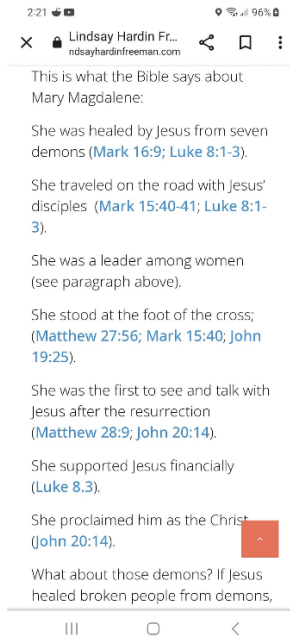 2:21
96%
Lindsay Hardin Fr...
ndsayhardinfreeman.com
This is what the Bible says about
Mary Magdalene:
She was healed by Jesus from seven
demons (Mark 16:9; Luke 8:1-3).
She traveled on the road with Jesus'
disciples (Mark 15:40-41; Luke 8:1-
3).
She was a leader among women
(see paragraph above).
She stood at the foot of the cross;
(Matthew 27:56; Mark 15:40; John
19:25).
She was the first to see and talk with
Jesus after the resurrection
(Matthew 28:9; John 20:14).
She supported Jesus financially
(Luke 8.3).
She proclaimed him as the Christ
(John 20:14).
What about those demons? If Jesus
healed broken people from demons,